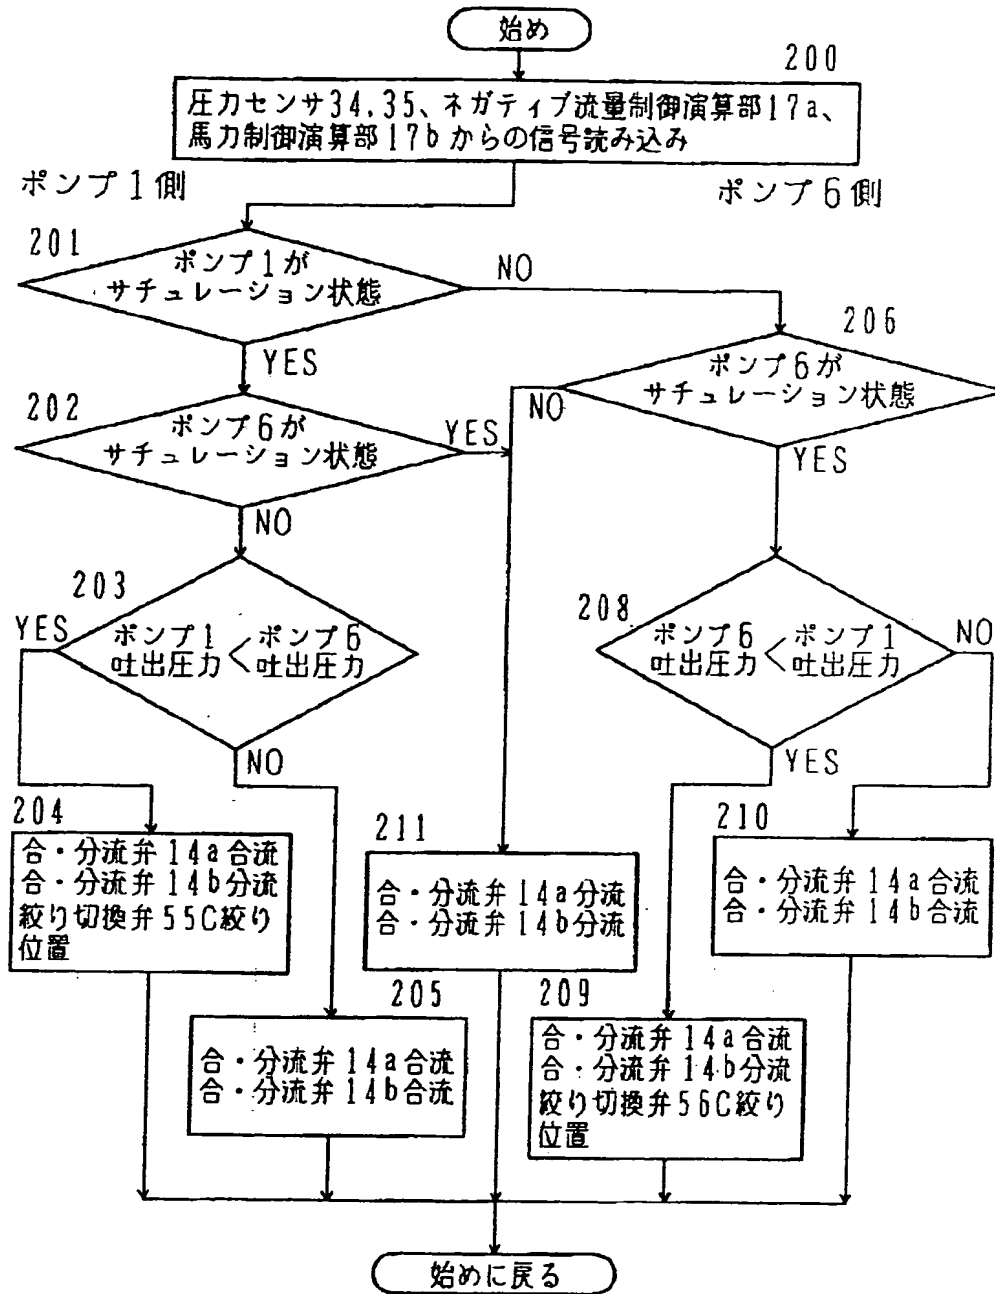 始め
200
圧力センサ34,35、ネガティブ流量制御演算部17a、
馬力制御演算部17bからの信号読み込み
ポンプ1側
ポンプ6側
201
ポンプ1が
サチュレーション状態
NO
YES
206
ポンプ6が
サチュレーション状態
NO
YES
202
ポンプ6が
サチュレーション状態
YES
NO
203
YES
ポンプ1 < ポンプ6
吐出圧力 吐出圧力
NO
208
ポンプ6 < ポンプ1
吐出圧力 吐出圧力
NO
YES
204
合・分流弁14a合流
合・分流弁14b分流
絞り切換弁55C絞り
位置
211
合・分流弁14a分流
合・分流弁14b分流
210
合・分流弁14a合流
合・分流弁14b合流
205
合・分流弁14a合流
合・分流弁14b合流
209
合・分流弁14a合流
合・分流弁14b分流
絞り切換弁56C絞り
位置
始めに戻る